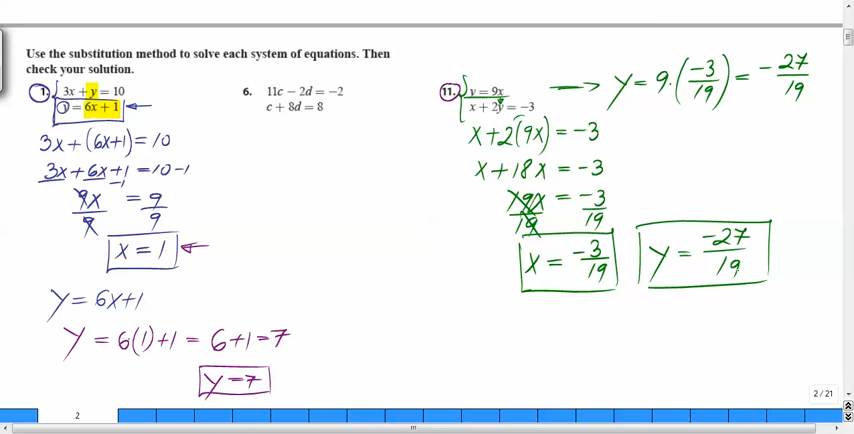 Use the substitution method to solve each system of equations. Then
check your solution.
1. 3x + y = 10
y = 6x + 1
3x + (6x+1) = 10
3x + 6x + 1 = 10 - 1
-1
9x = 9
9 9
x = 1
y = 6x + 1
y = 6(1) + 1 = 6 + 1 = 7
y = 7
6. 11c − 2d = −2
c + 8d = 8
11. y = 9x
x + 2y = −3
y = 9 · (-3/19) = -27/19
x + 2(9x) = -3
x + 18x = -3
19x = -3
19 19
x = -3/19
y = -27/19
2 / 21
2